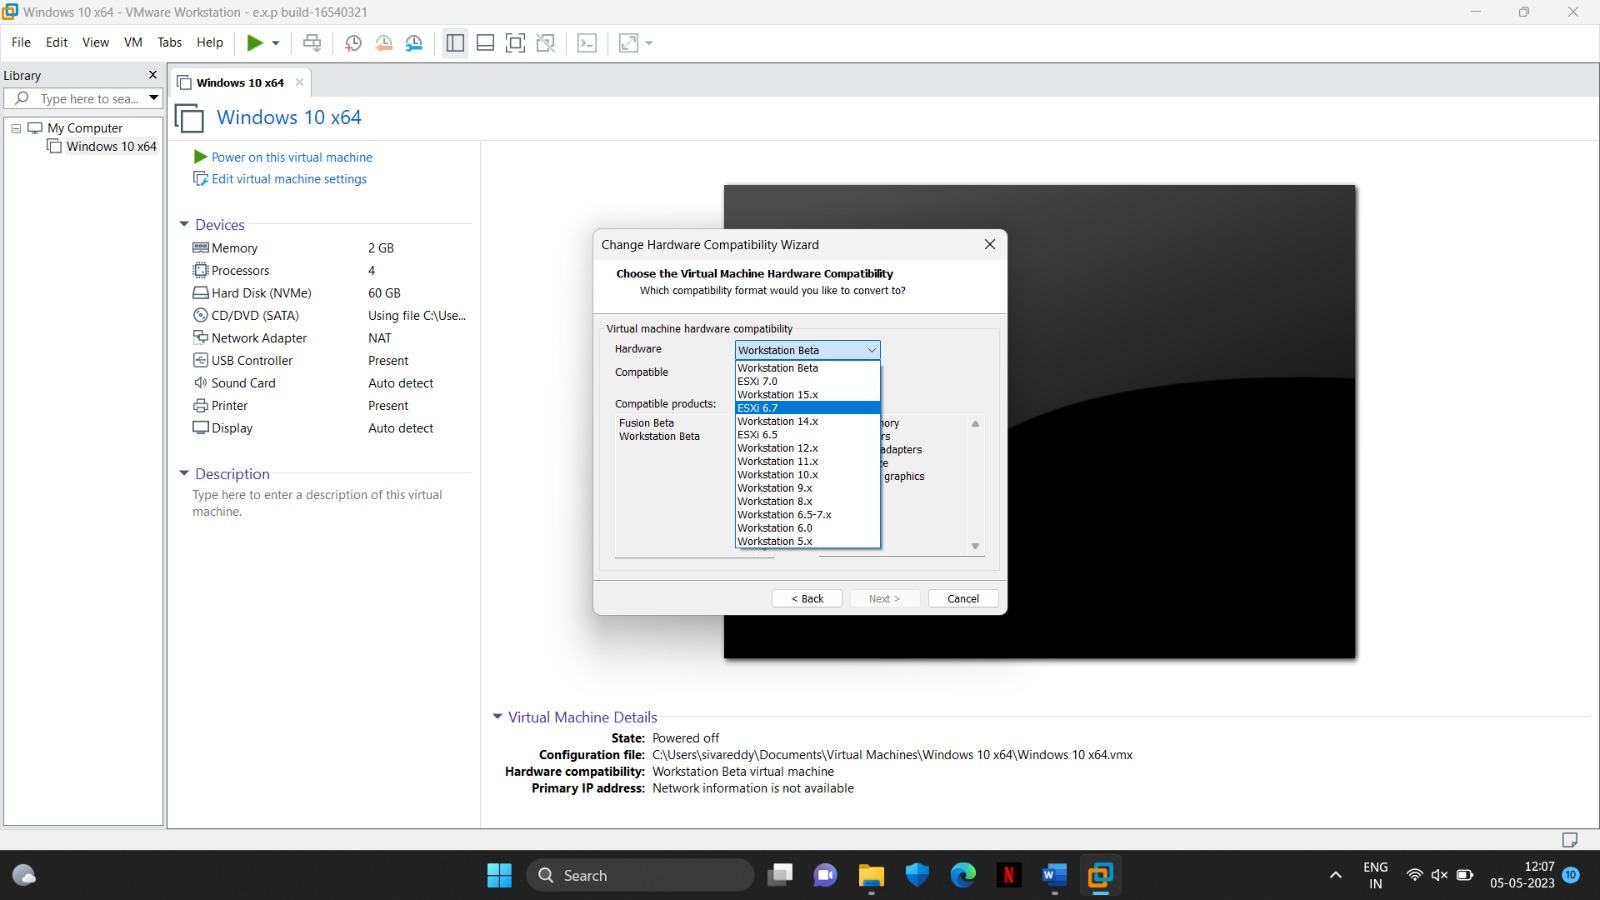 Windows 10 x64 - VMware Workstation - e.x.p build-16540321
File Edit View VM Tabs Help
Library
Type here to sea...
My Computer
Windows 10 x64
Windows 10 x64
Windows 10 x64
Power on this virtual machine
Edit virtual machine settings
Devices
Memory 2 GB
Processors 4
Hard Disk (NVMe) 60 GB
CD/DVD (SATA) Using file C:\Use...
Network Adapter NAT
USB Controller Present
Sound Card Auto detect
Printer Present
Display Auto detect
Description
Type here to enter a description of this virtual
machine.
Change Hardware Compatibility Wizard
Choose the Virtual Machine Hardware Compatibility
Which compatibility format would you like to convert to?
Virtual machine hardware compatibility
Hardware Workstation Beta
Compatible
Compatible products:
Fusion Beta
Workstation Beta
Workstation Beta
ESXi 7.0
Workstation 15.x
ESXi 6.7
Workstation 14.x
ESXi 6.5
Workstation 12.x
Workstation 11.x
Workstation 10.x
Workstation 9.x
Workstation 8.x
Workstation 6.5-7.x
Workstation 6.0
Workstation 5.x
ory
rs
adapters
e
graphics
< Back Next > Cancel
Virtual Machine Details
State: Powered off
Configuration file: C:\Users\sivareddy\Documents\Virtual Machines\Windows 10 x64\Windows 10 x64.vmx
Hardware compatibility: Workstation Beta virtual machine
Primary IP address: Network information is not available
Search
N
W
ENG
IN
12:07
05-05-2023
10